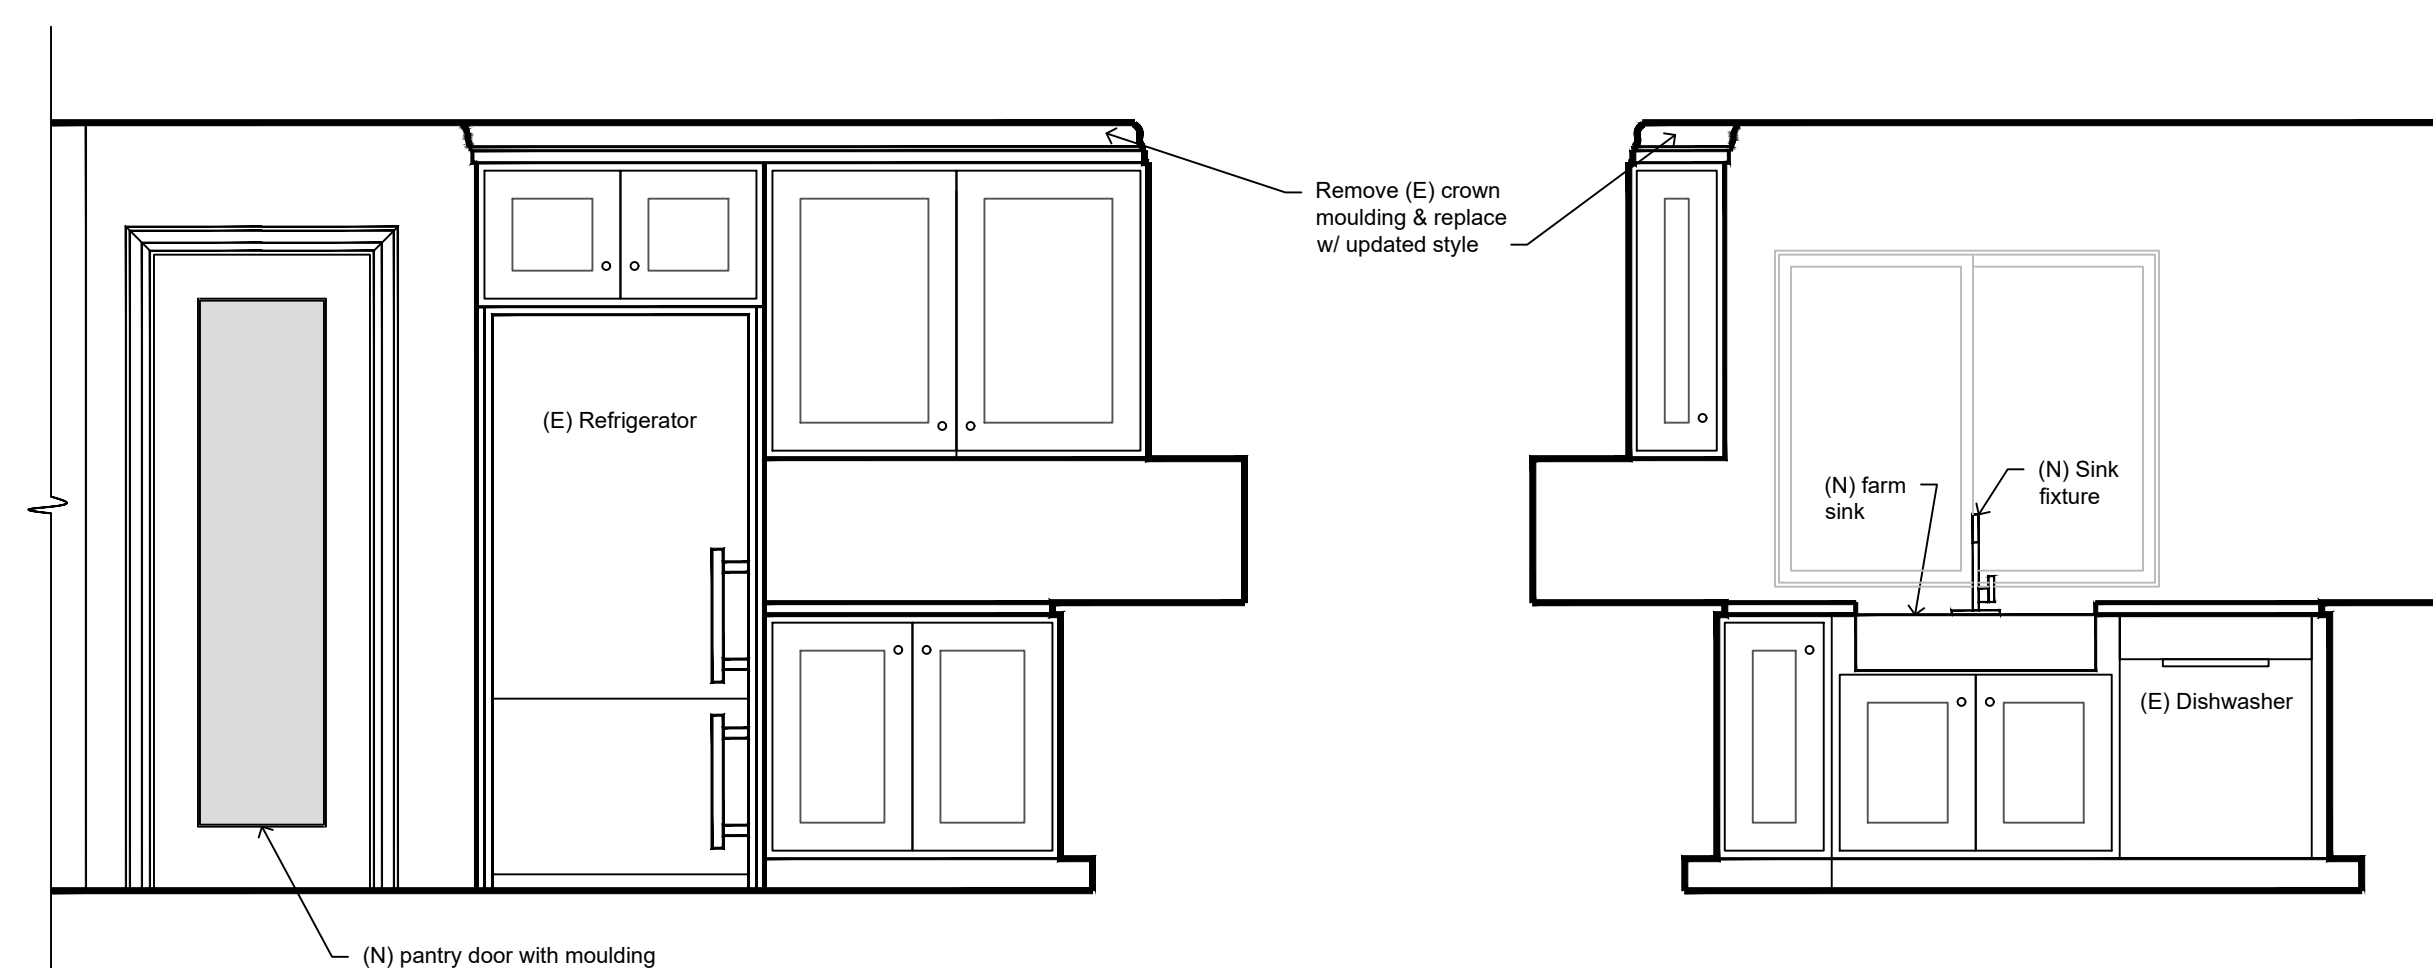 Remove (E) crown
moulding & replace
w/ updated style
(E) Refrigerator
(N) farm
sink
(N) Sink
fixture
(E) Dishwasher
(N) pantry door with moulding